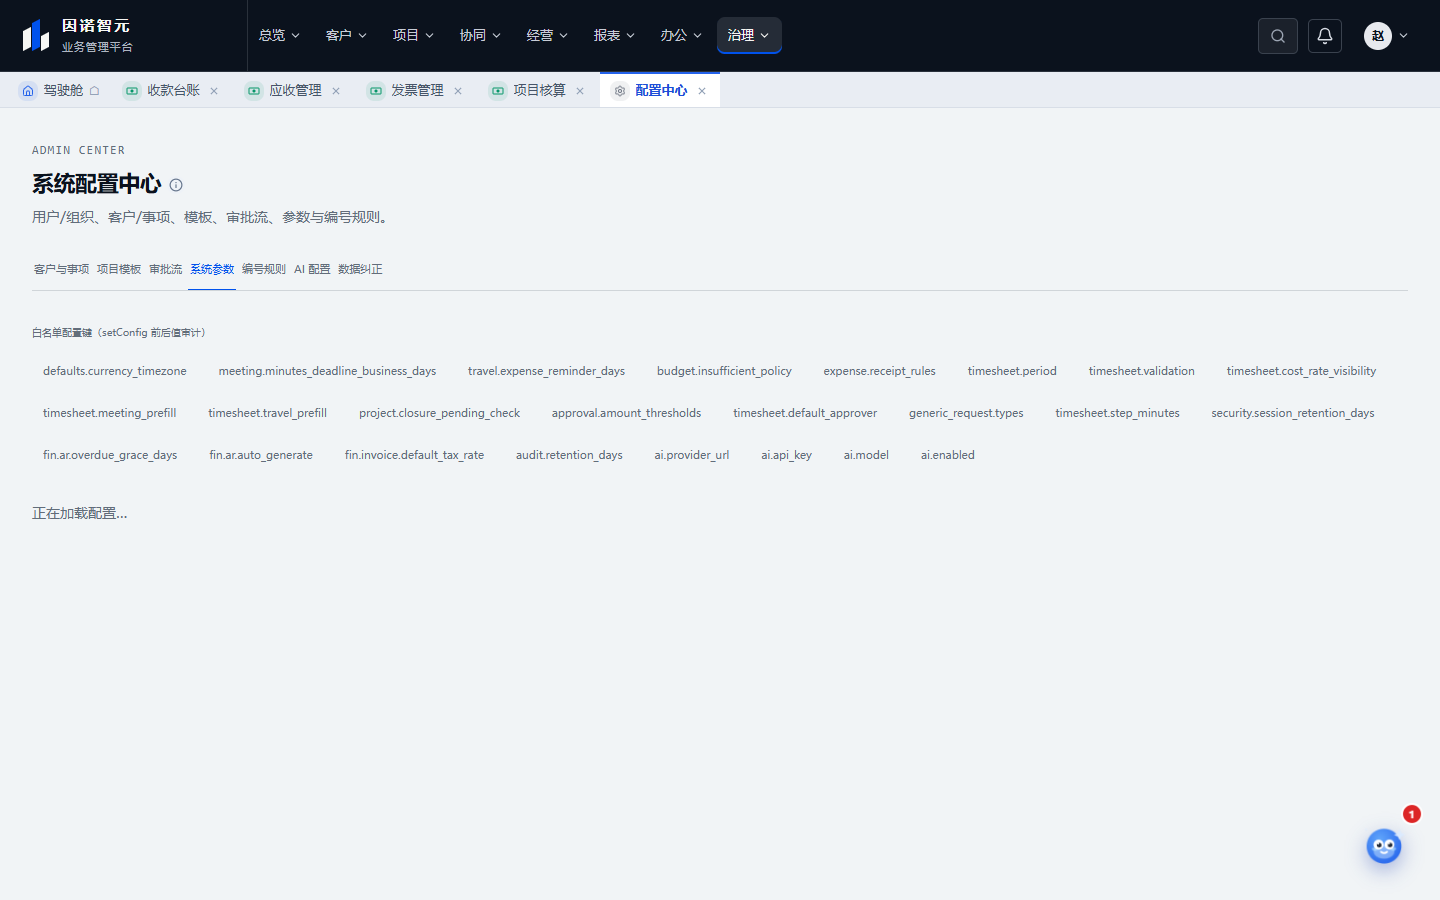 因诺智元
业务管理平台
总览 客户 项目 协同 经营 报表 办公 治理
赵
驾驶舱 收款台账 应收管理 发票管理 项目核算 配置中心
ADMIN CENTER
系统配置中心
用户/组织、客户/事项、模板、审批流、参数与编号规则。
客户与事项 项目模板 审批流 系统参数 编号规则 AI 配置 数据纠正
白名单配置键（setConfig 前后值审计）
defaults.currency_timezone meeting.minutes_deadline_business_days travel.expense_reminder_days budget.insufficient_policy expense.receipt_rules timesheet.period timesheet.validation timesheet.cost_rate_visibility
timesheet.meeting_prefill timesheet.travel_prefill project.closure_pending_check approval.amount_thresholds timesheet.default_approver generic_request.types timesheet.step_minutes security.session_retention_days
fin.ar.overdue_grace_days fin.ar.auto_generate fin.invoice.default_tax_rate audit.retention_days ai.provider_url ai.api_key ai.model ai.enabled
正在加载配置...
1